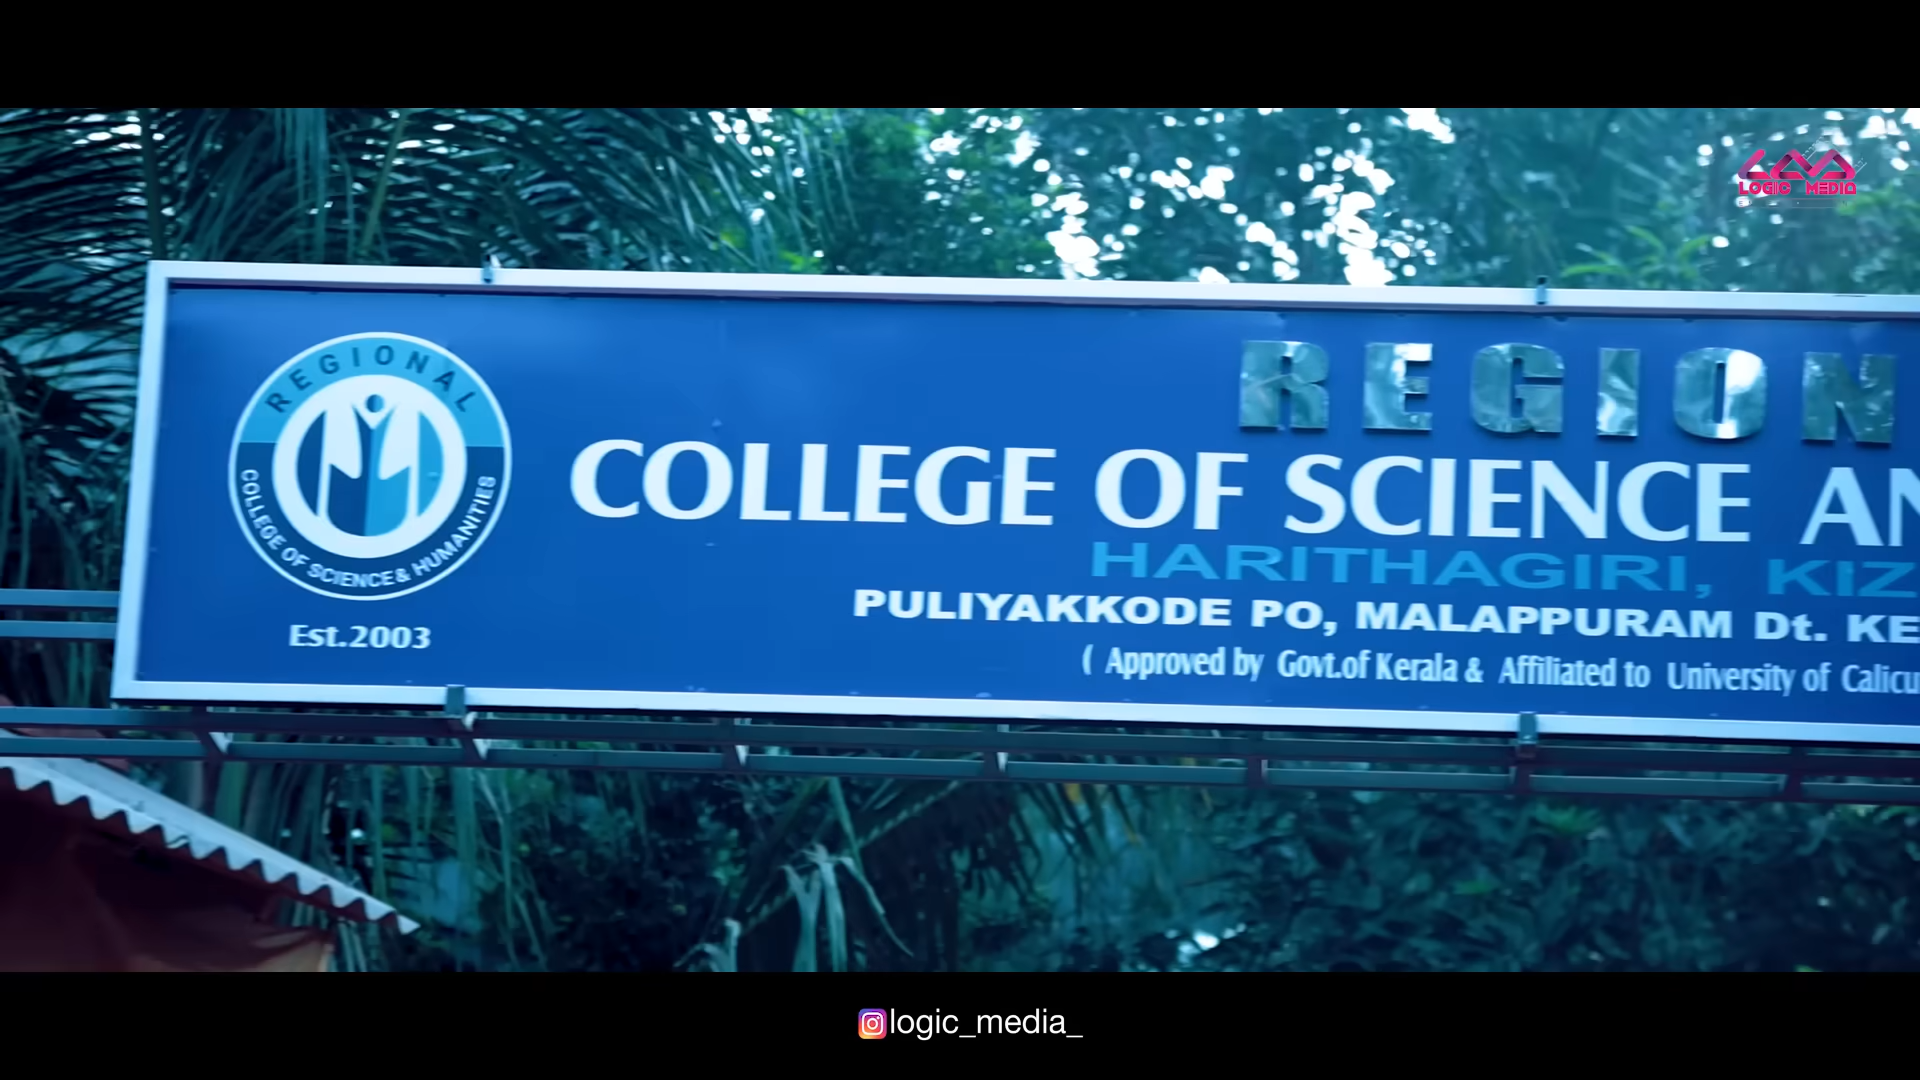 LOGIC MEDIA
REGIONAL
COLLEGE OF SCIENCE & HUMANITIES
Est.2003
REGION
COLLEGE OF SCIENCE AN
HARITHAGIRI, KIZ
PULIYAKKODE PO, MALAPPURAM Dt. KE
( Approved by Govt.of Kerala & Affiliated to University of Calicu
logic_media_